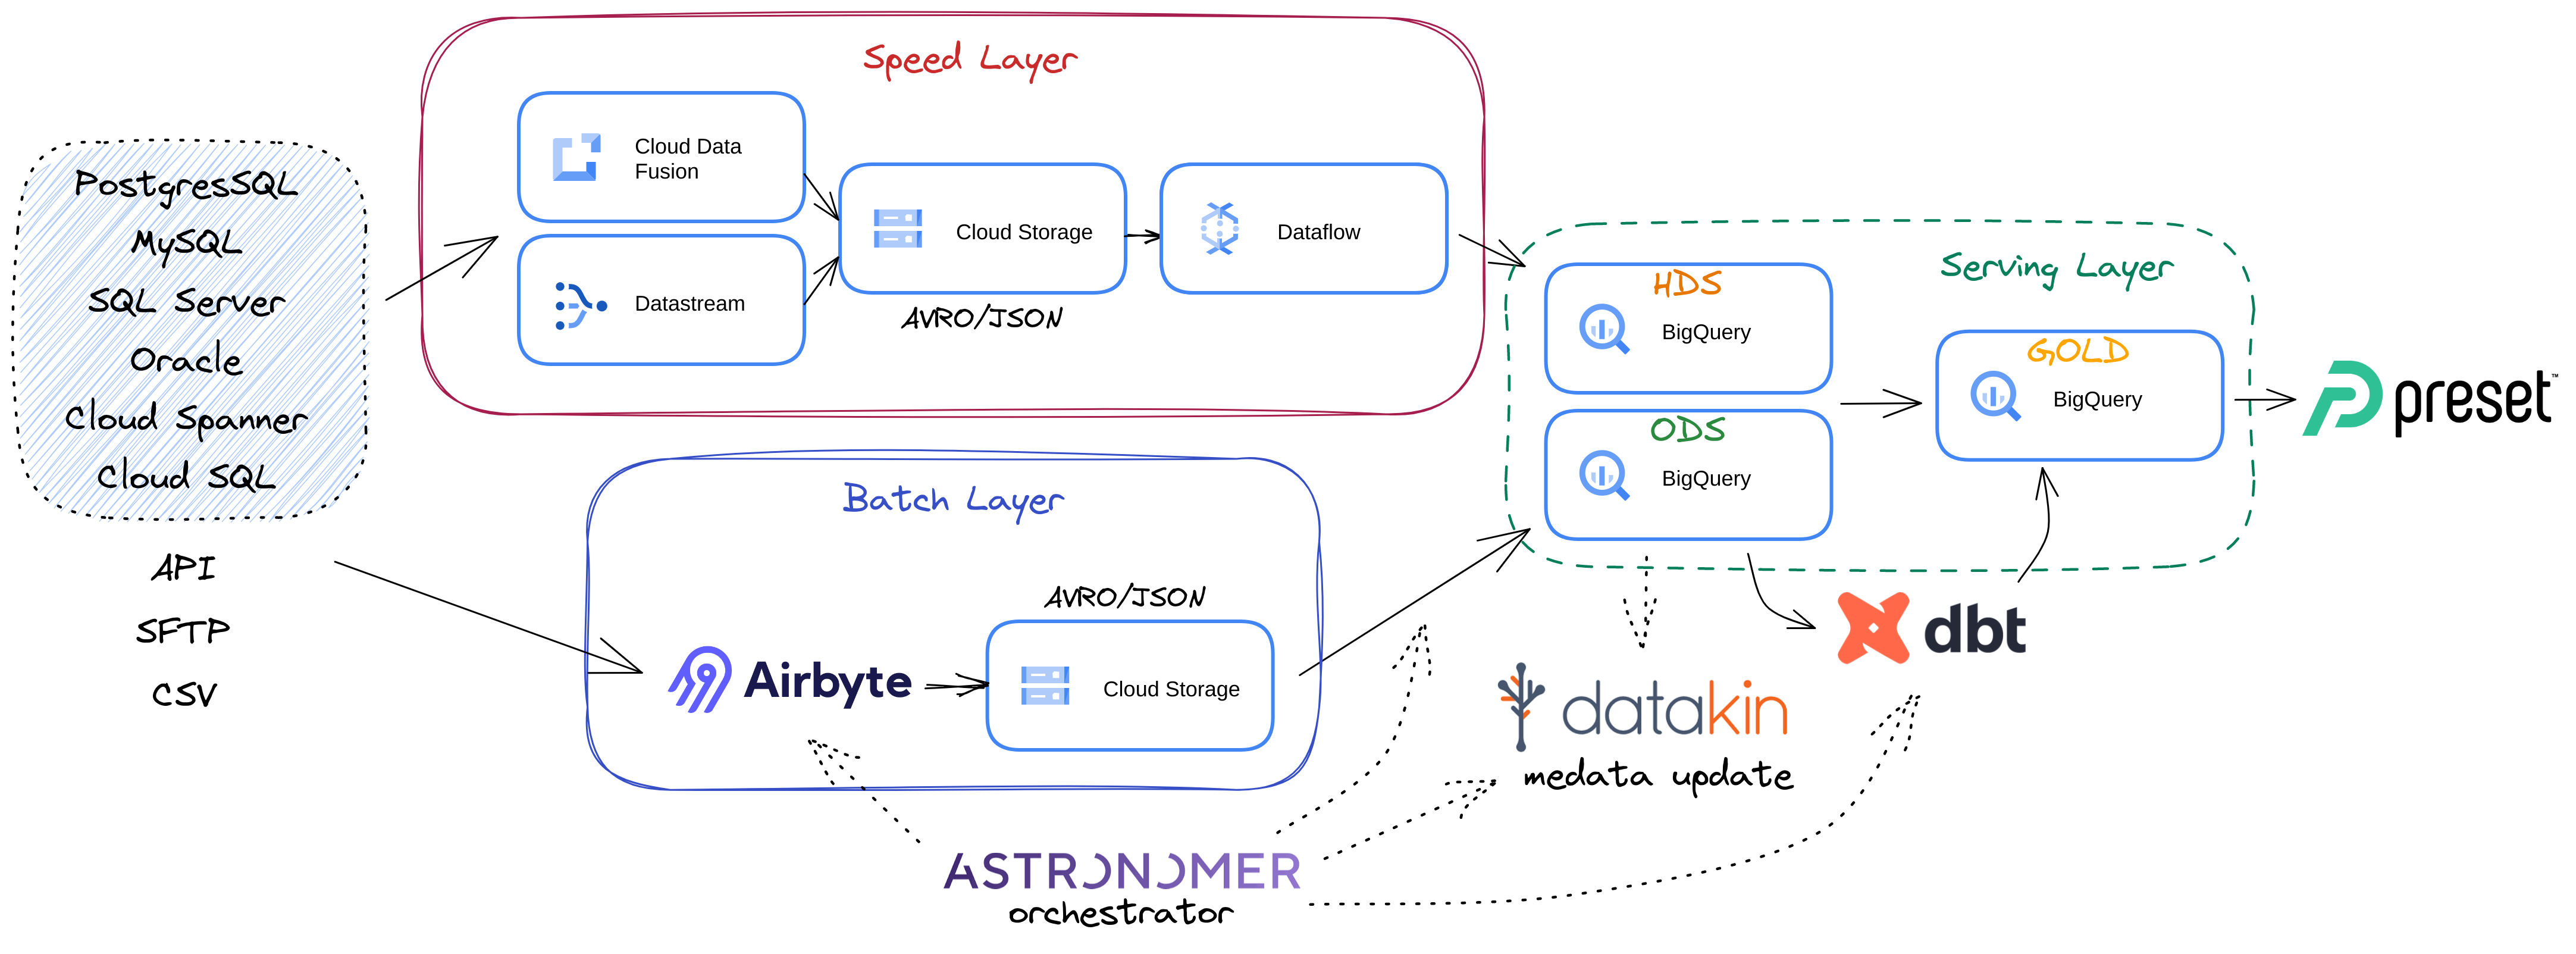 Speed Layer
Cloud Data
Fusion
Datastream
Cloud Storage
AVRO/JSON
Dataflow
PostgresSQL
MySQL
SQL Server
Oracle
Cloud Spanner
Cloud SQL
API
SFTP
CSV
Batch Layer
Airbyte
AVRO/JSON
Cloud Storage
Serving Layer
HDS
BigQuery
ODS
BigQuery
GOLD
BigQuery
preset™
dbt
datakin
medata update
ASTRONOMER
orchestrator